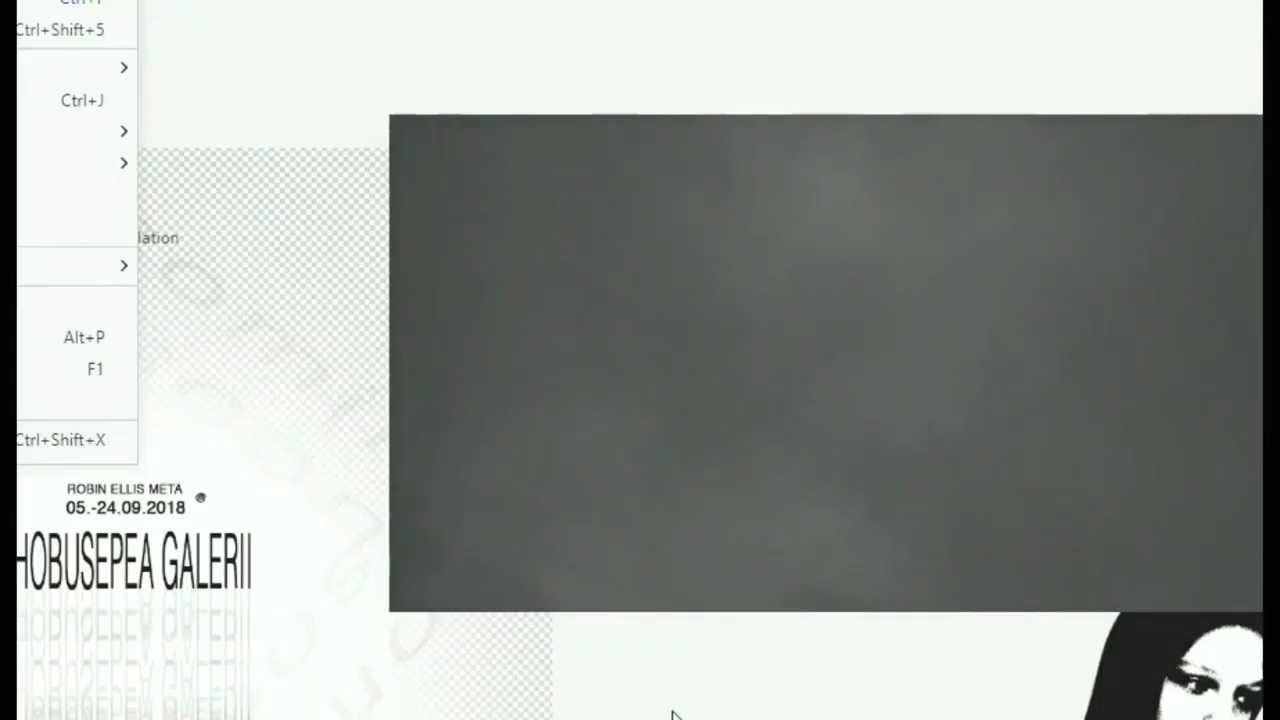 Ctrl+Shift+5
Ctrl+J
lation
Alt+P
F1
Ctrl+Shift+X
ROBIN ELLIS META
05.-24.09.2018
HOBUSEPEA GALERII